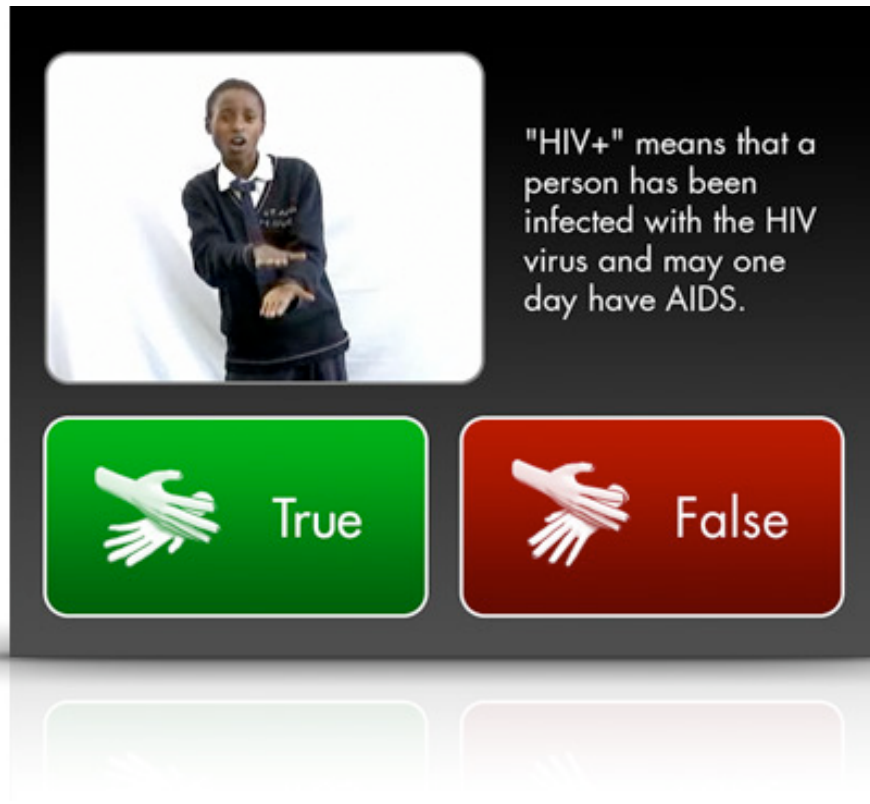 "HIV+" means that a
person has been
infected with the HIV
virus and may one
day have AIDS.
True
False